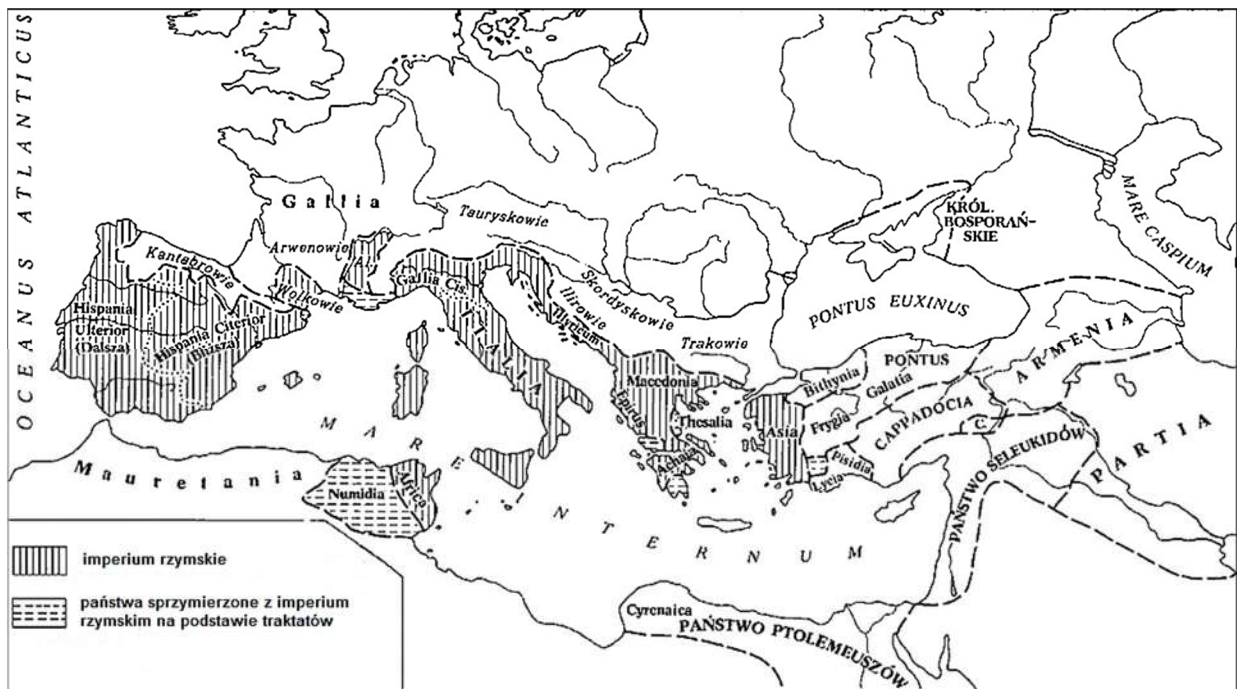 OCEANUS ATLANTICUS
Gallia
Tauryskowie
Arwenowie
Kantabrowie
Wolkowie
Gallia Cis.
ITALIA
Hispania
Ulterior
(Dalsza)
Hispania Citerior
(Bliższa)
Skordyskowie
Ilirowie
Illyricum
Trakowie
KRÓL.
BOSPORAŃ-
SKIE
MARE CASPIUM
PONTUS EUXINUS
Macedonia
Epirus
Thesalia
Achaia
Asia
Bithynia
PONTUS
Galatia
Frygia
CAPPADOCIA
ARMENIA
C.
Pisidia
Lycia
PARTIA
PAŃSTWO SELEUKIDÓW
MARE INTERNUM
Mauretania
Numidia
Africa
Cyrenaica
PAŃSTWO PTOLEMEUSZÓW
imperium rzymskie
państwa sprzymierzone z imperium
rzymskim na podstawie traktatów